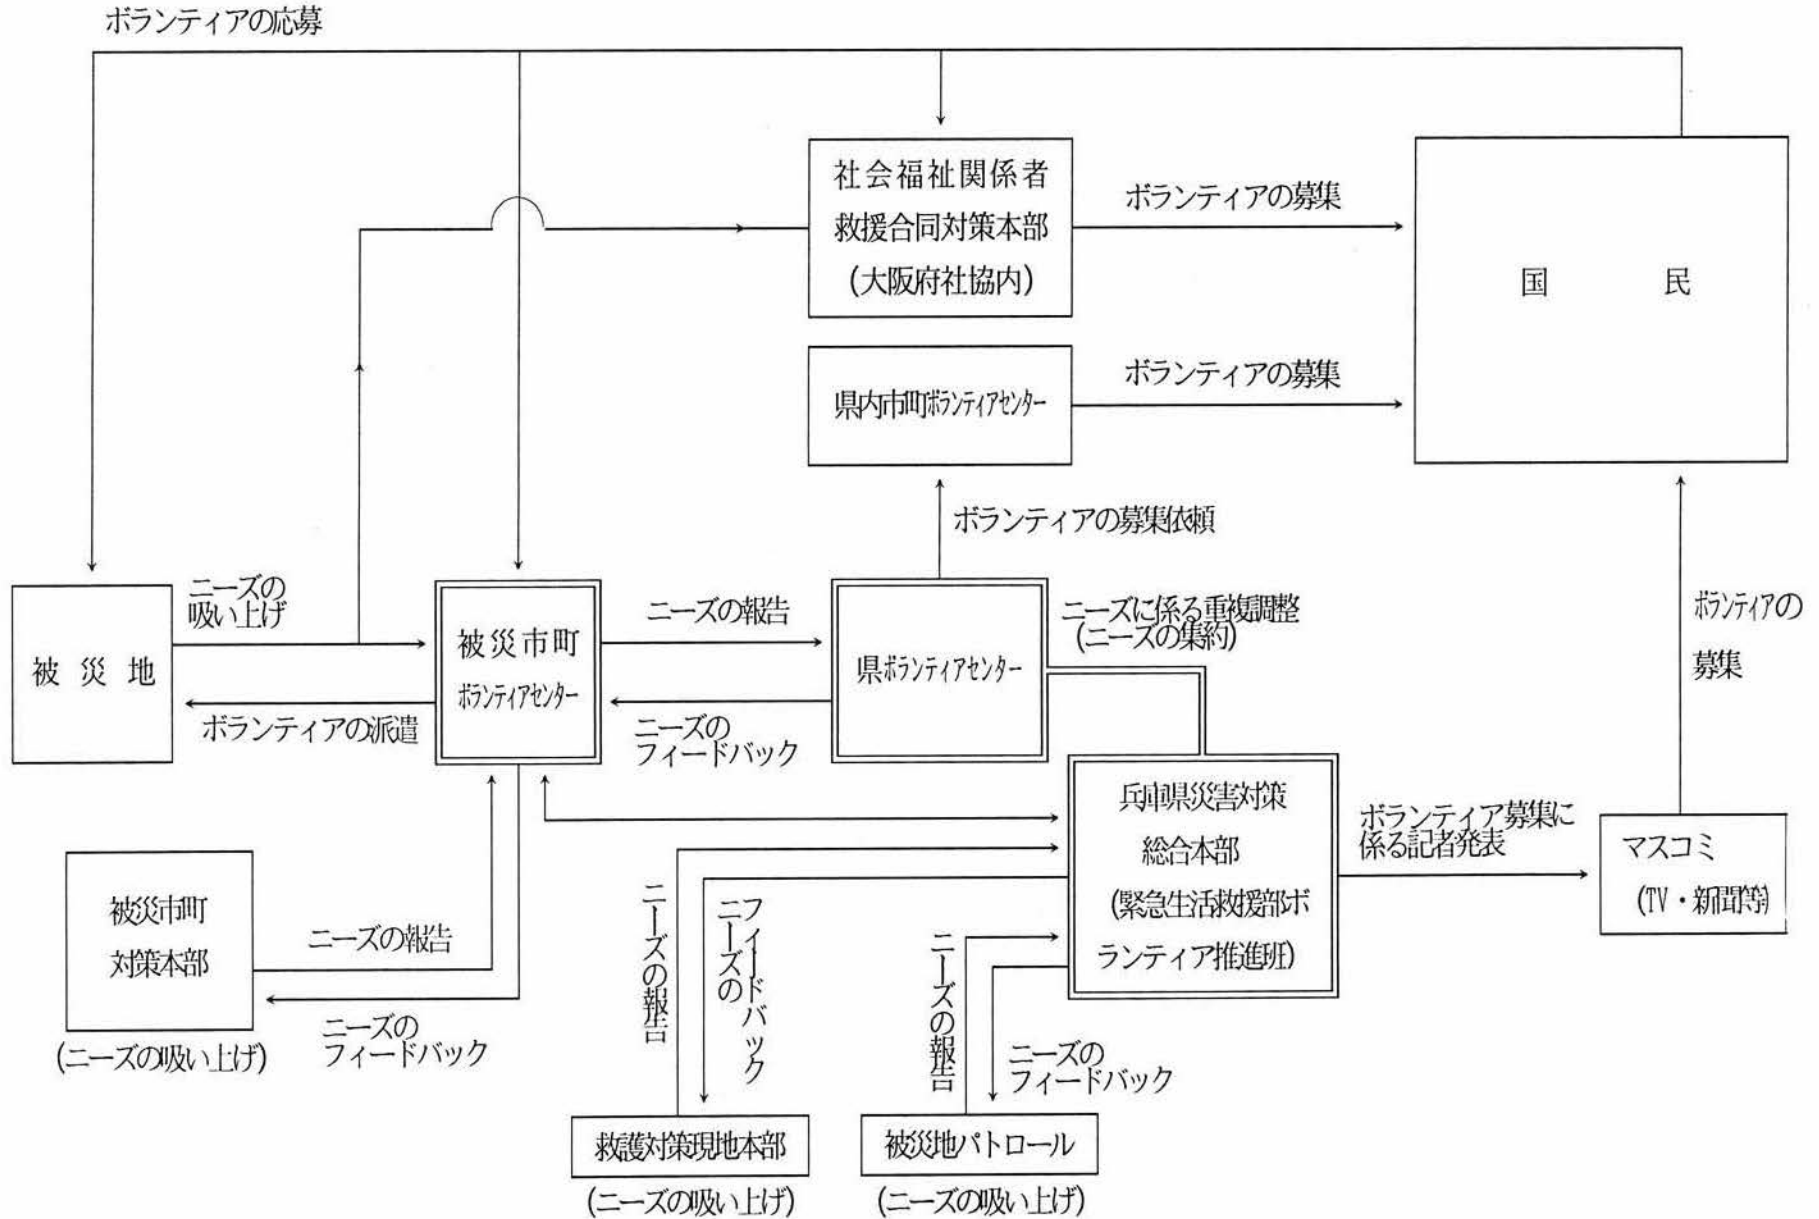 ボランティアの応募
社会福祉関係者
救援合同対策本部
(大阪府社協内)
ボランティアの募集
国民
県内市町ボランティアセンター
ボランティアの募集
ボランティアの募集依頼
被災地
ニーズの
吸い上げ
ボランティアの派遣
被災市町
ボランティアセンター
ニーズの報告
ニーズの
フィードバック
県ボランティアセンター
ニーズに係る重複調整
(ニーズの集約)
ボランティアの
募集
兵庫県災害対策
総合本部
(緊急生活救援部ボ
ランティア推進班)
ボランティア募集に
係る記者発表
マスコミ
(TV・新聞等)
被災市町
対策本部
(ニーズの吸い上げ)
ニーズの報告
ニーズの
フィードバック
ニーズの報告
ニーズの
フィードバック
ニーズの報告
ニーズの
フィードバック
救護対策現地本部
(ニーズの吸い上げ)
被災地パトロール
(ニーズの吸い上げ)